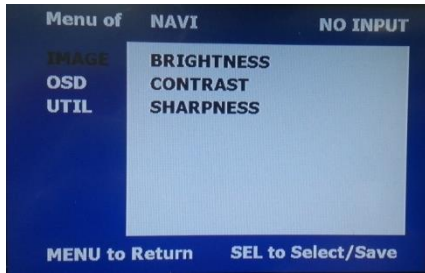 Menu of NAVI NO INPUT
IMAGE BRIGHTNESS
OSD CONTRAST
UTIL SHARPNESS
MENU to Return SEL to Select/Save